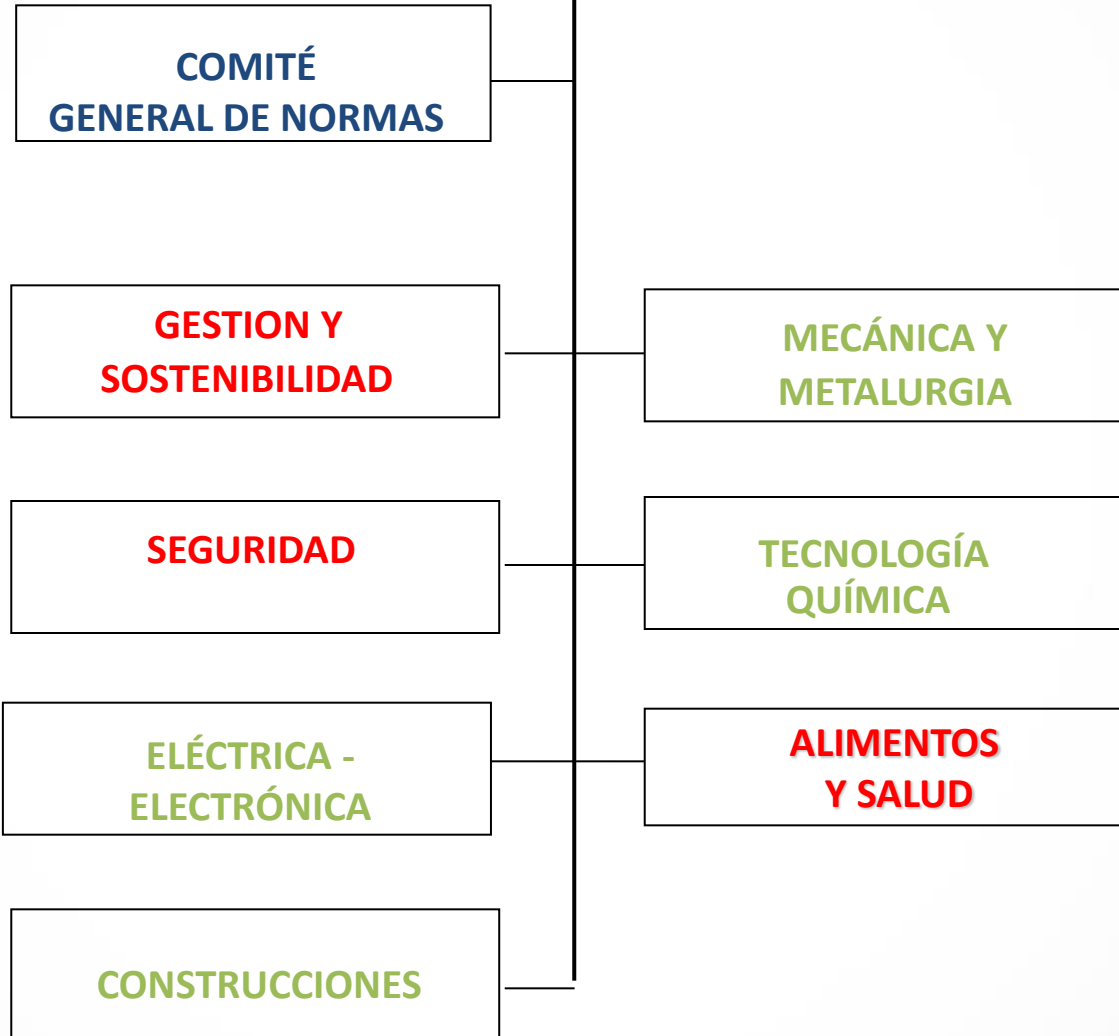 COMITÉ
GENERAL DE NORMAS
GESTION Y
SOSTENIBILIDAD
MECÁNICA Y
METALURGIA
SEGURIDAD
TECNOLOGÍA
QUÍMICA
ELÉCTRICA -
ELECTRÓNICA
ALIMENTOS
Y SALUD
CONSTRUCCIONES